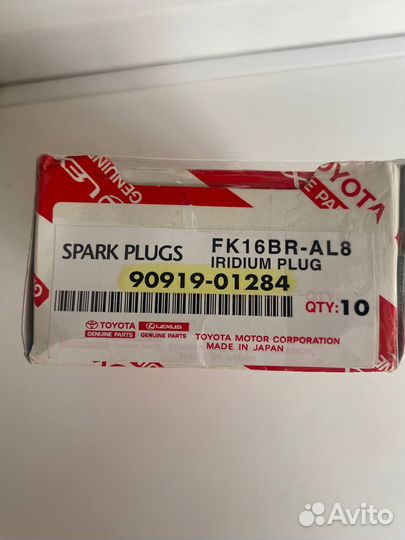 SPARK PLUGS FK16BR-AL8
IRIDIUM PLUG
90919-01284
QTY:10
TOYOTA LEXUS TOYOTA MOTOR CORPORATION
GENUINE PARTS GENUINE PARTS MADE IN JAPAN
TOYOTA
GENUINE
Avito